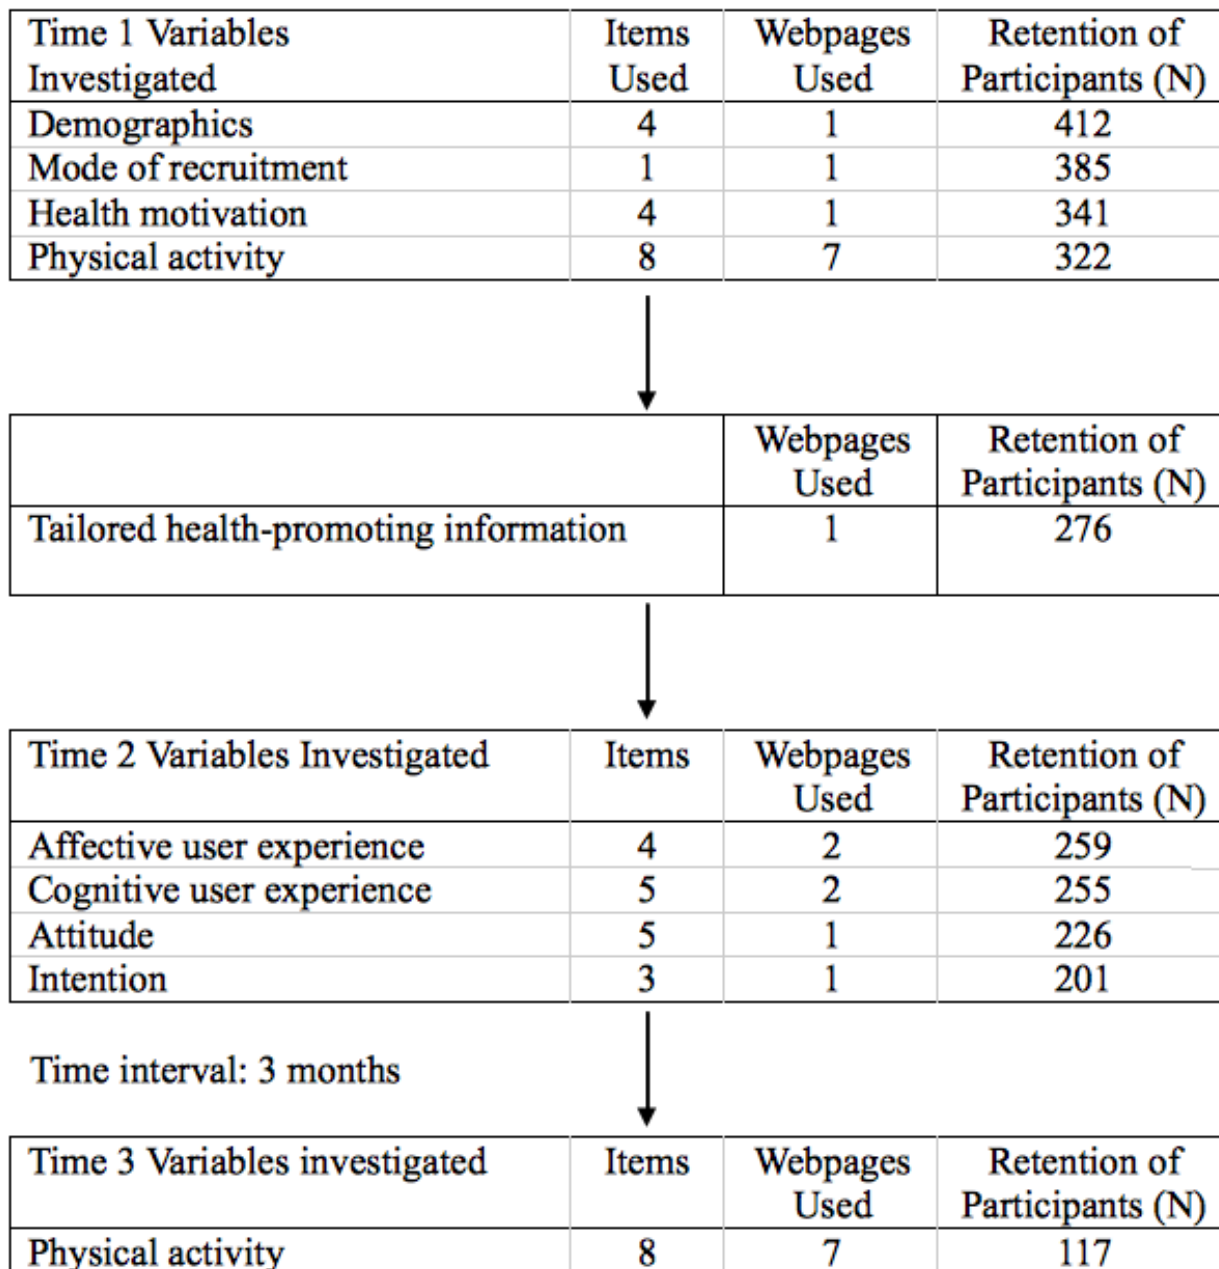 Time 1 Variables Investigated Items Used Webpages Used Retention of Participants (N)
Demographics 4 1 412
Mode of recruitment 1 1 385
Health motivation 4 1 341
Physical activity 8 7 322
Webpages Used Retention of Participants (N)
Tailored health-promoting information 1 276
Time 2 Variables Investigated Items Webpages Used Retention of Participants (N)
Affective user experience 4 2 259
Cognitive user experience 5 2 255
Attitude 5 1 226
Intention 3 1 201
Time interval: 3 months
Time 3 Variables investigated Items Webpages Used Retention of Participants (N)
Physical activity 8 7 117